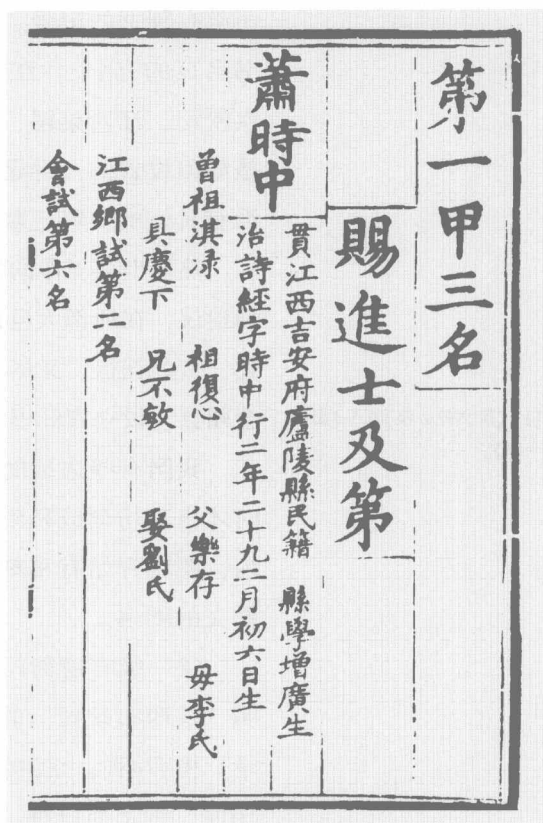 第一甲三名
賜進士及第
蕭時中
貫江西吉安府廬陵縣民籍 縣學增廣生
治詩經字時中行二年二十九二月初六日生
曾祖淇渌 祖復心 父樂存 毋李氏
具慶下 兄不敏 娶劉氏
江西鄉試第二名
會試第六名